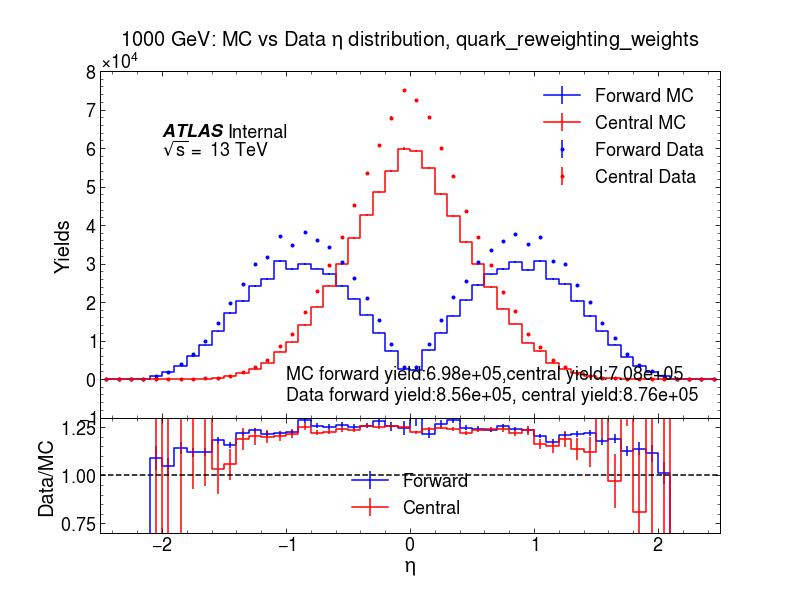 1000 GeV: MC vs Data η distribution, quark_reweighting_weights
×10⁴
8
7
6
5
4
3
2
1
0
1
Yields
ATLAS Internal
√s = 13 TeV
Forward MC
Central MC
Forward Data
Central Data
MC forward yield:6.98e+05,central yield:7.08e+05
Data forward yield:8.56e+05, central yield:8.76e+05
1.25
1.00
0.75
Data/MC
Forward
Central
−2 −1 0 1 2
η